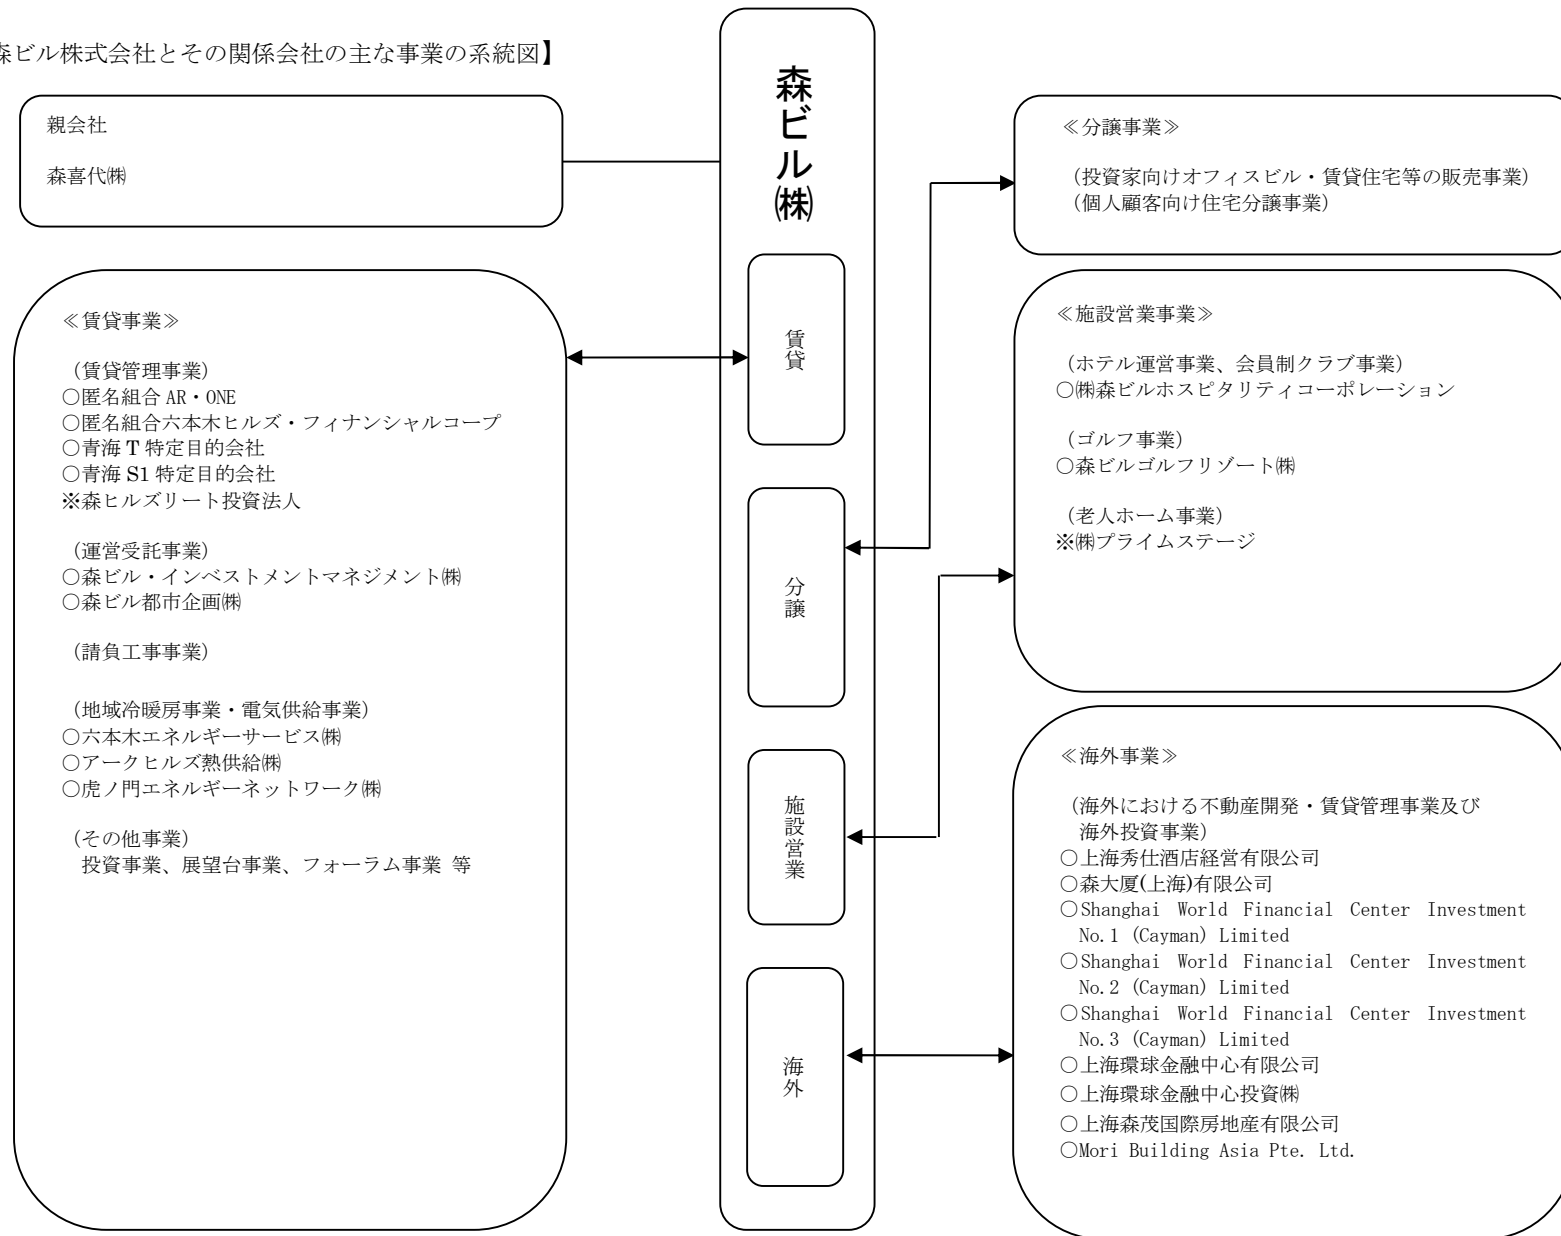 森ビル株式会社とその関係会社の主な事業の系統図】
親会社
森喜代㈱
≪賃貸事業≫
（賃貸管理事業）
○匿名組合 AR・ONE
○匿名組合六本木ヒルズ・フィナンシャルコープ
○青海 T 特定目的会社
○青海 S1 特定目的会社
※森ヒルズリート投資法人
（運営受託事業）
○森ビル・インベストメントマネジメント㈱
○森ビル都市企画㈱
（請負工事事業）
（地域冷暖房事業・電気供給事業）
○六本木エネルギーサービス㈱
○アークヒルズ熱供給㈱
○虎ノ門エネルギーネットワーク㈱
（その他事業）
投資事業、展望台事業、フォーラム事業 等
森ビル㈱
賃貸
分譲
施設営業
海外
≪分譲事業≫
（投資家向けオフィスビル・賃貸住宅等の販売事業）
（個人顧客向け住宅分譲事業）
≪施設営業事業≫
（ホテル運営事業、会員制クラブ事業）
○㈱森ビルホスピタリティコーポレーション
（ゴルフ事業）
○森ビルゴルフリゾート㈱
（老人ホーム事業）
※㈱プライムステージ
≪海外事業≫
（海外における不動産開発・賃貸管理事業及び
海外投資事業）
○上海秀仕酒店経営有限公司
○森大厦(上海)有限公司
○Shanghai World Financial Center Investment
No.1 (Cayman) Limited
○Shanghai World Financial Center Investment
No.2 (Cayman) Limited
○Shanghai World Financial Center Investment
No.3 (Cayman) Limited
○上海環球金融中心有限公司
○上海環球金融中心投資㈱
○上海森茂国際房地産有限公司
○Mori Building Asia Pte. Ltd.